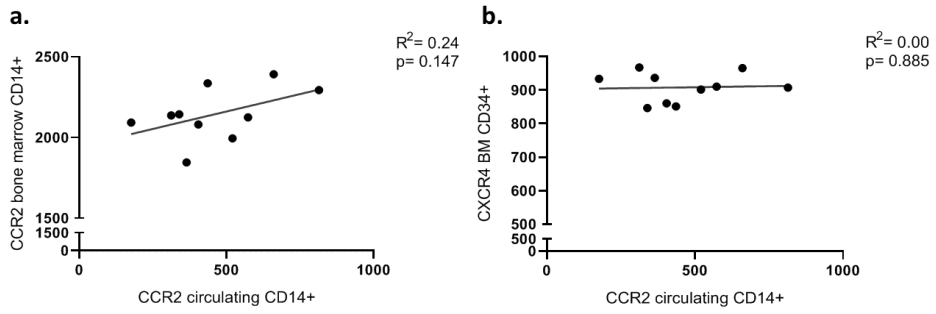 a.
R²= 0.24
p= 0.147
CCR2 bone marrow CD14+
2500
2000
1500
1500
0
0 500 1000
CCR2 circulating CD14+
b.
R²= 0.00
p= 0.885
CXCR4 BM CD34+
1000
900
800
700
600
500
500
0
0 500 1000
CCR2 circulating CD14+